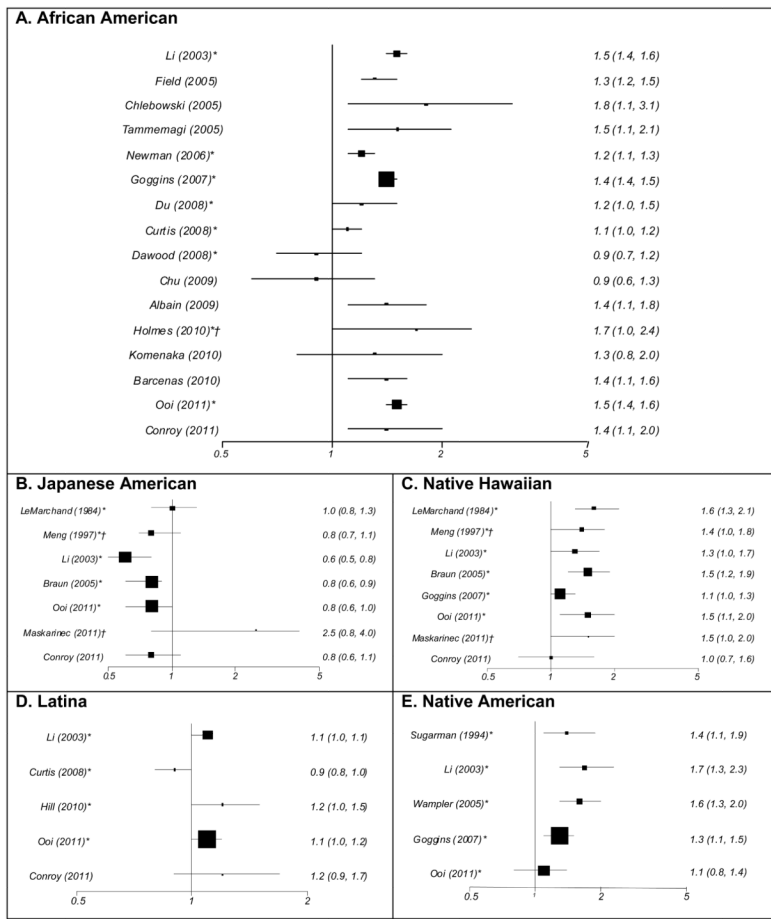 A. African American
Li (2003)* 1.5 (1.4, 1.6)
Field (2005) 1.3 (1.2, 1.5)
Chlebowski (2005) 1.8 (1.1, 3.1)
Tammemagi (2005) 1.5 (1.1, 2.1)
Newman (2006)* 1.2 (1.1, 1.3)
Goggins (2007)* 1.4 (1.4, 1.5)
Du (2008)* 1.2 (1.0, 1.5)
Curtis (2008)* 1.1 (1.0, 1.2)
Dawood (2008)* 0.9 (0.7, 1.2)
Chu (2009) 0.9 (0.6, 1.3)
Albain (2009) 1.4 (1.1, 1.8)
Holmes (2010)*† 1.7 (1.0, 2.4)
Komenaka (2010) 1.3 (0.8, 2.0)
Barcenas (2010) 1.4 (1.1, 1.6)
Ooi (2011)* 1.5 (1.4, 1.6)
Conroy (2011) 1.4 (1.1, 2.0)
0.5 1 2 5
B. Japanese American
LeMarchand (1984)* 1.0 (0.8, 1.3)
Meng (1997)*† 0.8 (0.7, 1.1)
Li (2003)* 0.6 (0.5, 0.8)
Braun (2005)* 0.8 (0.6, 0.9)
Ooi (2011)* 0.8 (0.6, 1.0)
Maskarinec (2011)† 2.5 (0.8, 4.0)
Conroy (2011) 0.8 (0.6, 1.1)
0.5 1 2 5
C. Native Hawaiian
LeMarchand (1984)* 1.6 (1.3, 2.1)
Meng (1997)*† 1.4 (1.0, 1.8)
Li (2003)* 1.3 (1.0, 1.7)
Braun (2005)* 1.5 (1.2, 1.9)
Goggins (2007)* 1.1 (1.0, 1.3)
Ooi (2011)* 1.5 (1.1, 2.0)
Maskarinec (2011)† 1.5 (1.0, 2.0)
Conroy (2011) 1.0 (0.7, 1.6)
0.5 1 2 5
D. Latina
Li (2003)* 1.1 (1.0, 1.1)
Curtis (2008)* 0.9 (0.8, 1.0)
Hill (2010)* 1.2 (1.0, 1.5)
Ooi (2011)* 1.1 (1.0, 1.2)
Conroy (2011) 1.2 (0.9, 1.7)
0.5 1 2
E. Native American
Sugarman (1994)* 1.4 (1.1, 1.9)
Li (2003)* 1.7 (1.3, 2.3)
Wampler (2005)* 1.6 (1.3, 2.0)
Goggins (2007)* 1.3 (1.1, 1.5)
Ooi (2011)* 1.1 (0.8, 1.4)
0.5 1 2 5